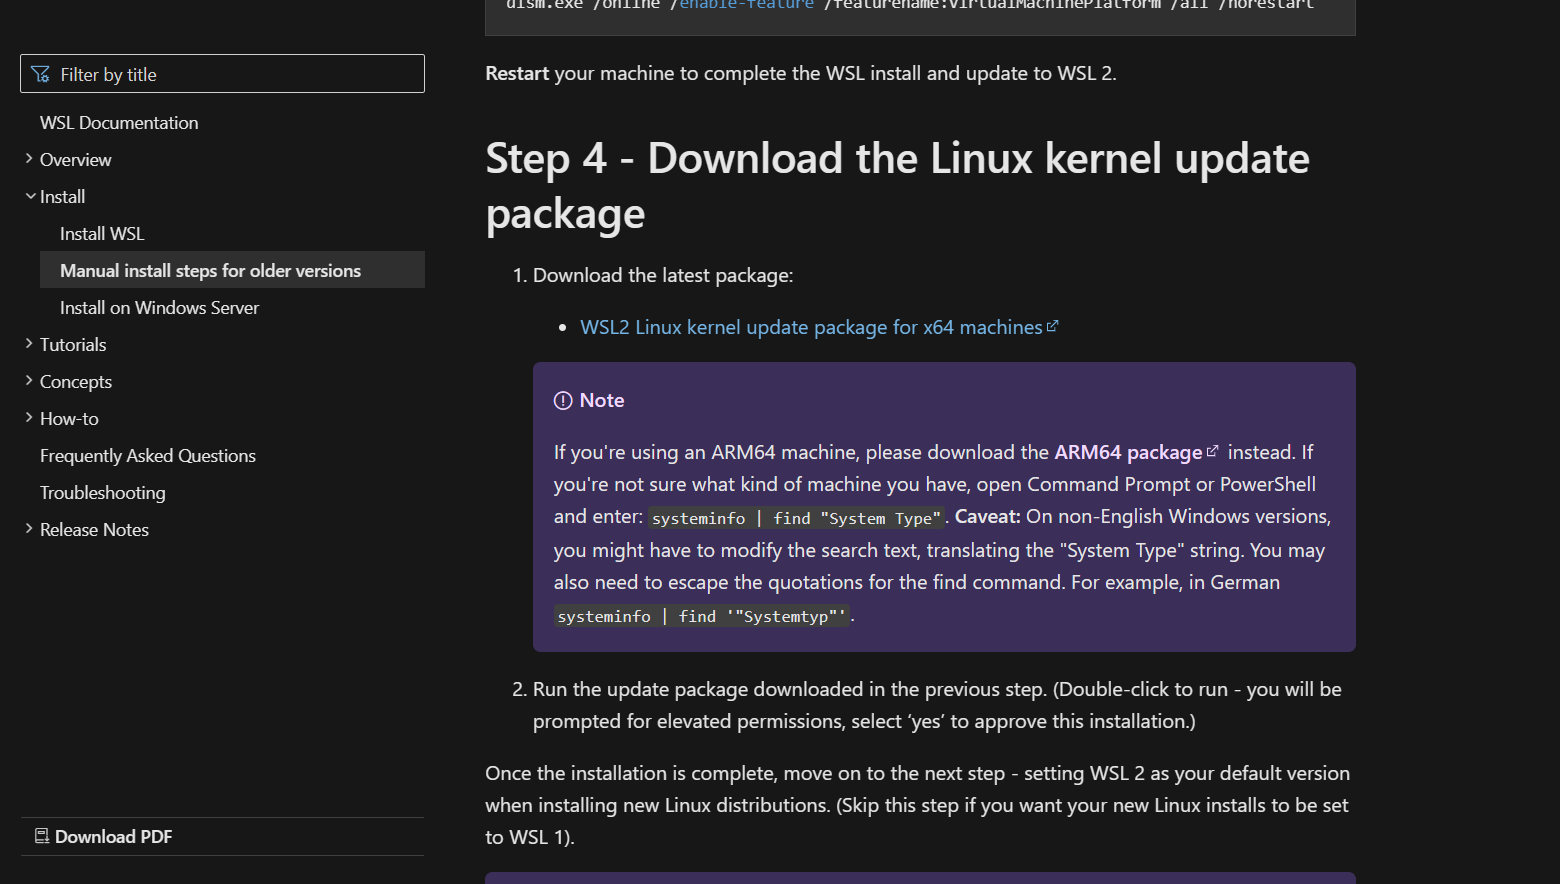 dism.exe /online /enable-feature /featurename:VirtualMachinePlatform /all /norestart
Filter by title
WSL Documentation
Overview
Install
Install WSL
Manual install steps for older versions
Install on Windows Server
Tutorials
Concepts
How-to
Frequently Asked Questions
Troubleshooting
Release Notes
Download PDF
Restart your machine to complete the WSL install and update to WSL 2.
Step 4 - Download the Linux kernel update
package
1. Download the latest package:
• WSL2 Linux kernel update package for x64 machines
Note
If you're using an ARM64 machine, please download the ARM64 package instead. If
you're not sure what kind of machine you have, open Command Prompt or PowerShell
and enter: systeminfo | find "System Type". Caveat: On non-English Windows versions,
you might have to modify the search text, translating the "System Type" string. You may
also need to escape the quotations for the find command. For example, in German
systeminfo | find '"Systemtyp"'.
2. Run the update package downloaded in the previous step. (Double-click to run - you will be
prompted for elevated permissions, select ‘yes’ to approve this installation.)
Once the installation is complete, move on to the next step - setting WSL 2 as your default version
when installing new Linux distributions. (Skip this step if you want your new Linux installs to be set
to WSL 1).